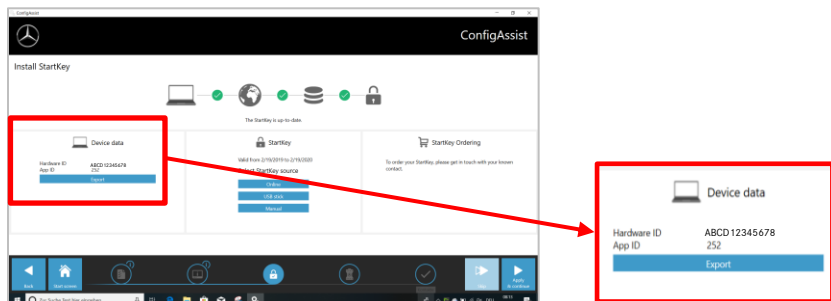 ConfigAssist
ConfigAssist
Install StartKey
The StartKey is up-to-date.
Device data
Hardware ID ABCD12345678
App ID 252
Export
StartKey
Valid from 2/19/2019 to 2/19/2020
Select StartKey source
Online
USB stick
Manual
StartKey Ordering
To order your StartKey, please get in touch with your known
contact.
Back
Start screen
Apply
& continue
Device data
Hardware ID ABCD12345678
App ID 252
Export